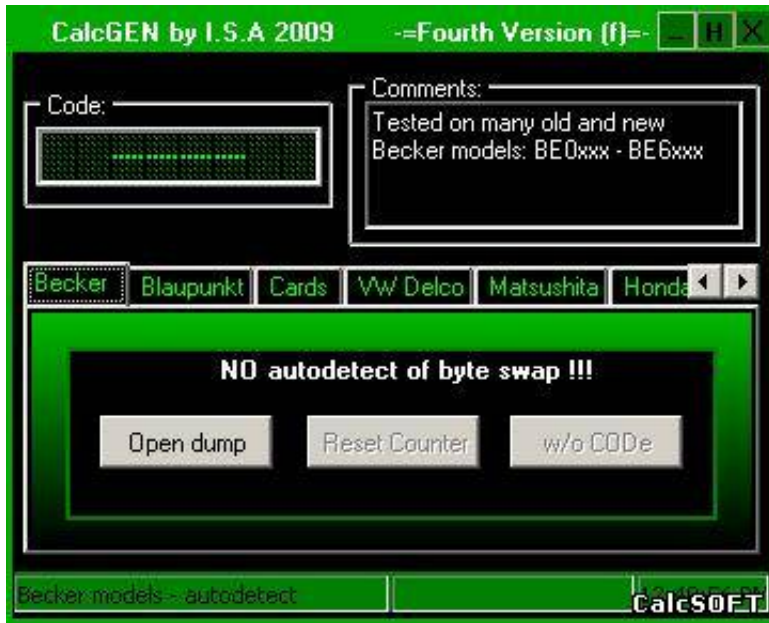 CalcGEN by I.S.A 2009 -=Fourth Version (f)=- _ H X
Code:
Comments:
Tested on many old and new
Becker models: BE0xxx - BE6xxx
Becker Blaupunkt Cards VW Delco Matsushita Honda
NO autodetect of byte swap !!!
Open dump Reset Counter w/o CODe
Becker models - autodetect
CalcSOFT